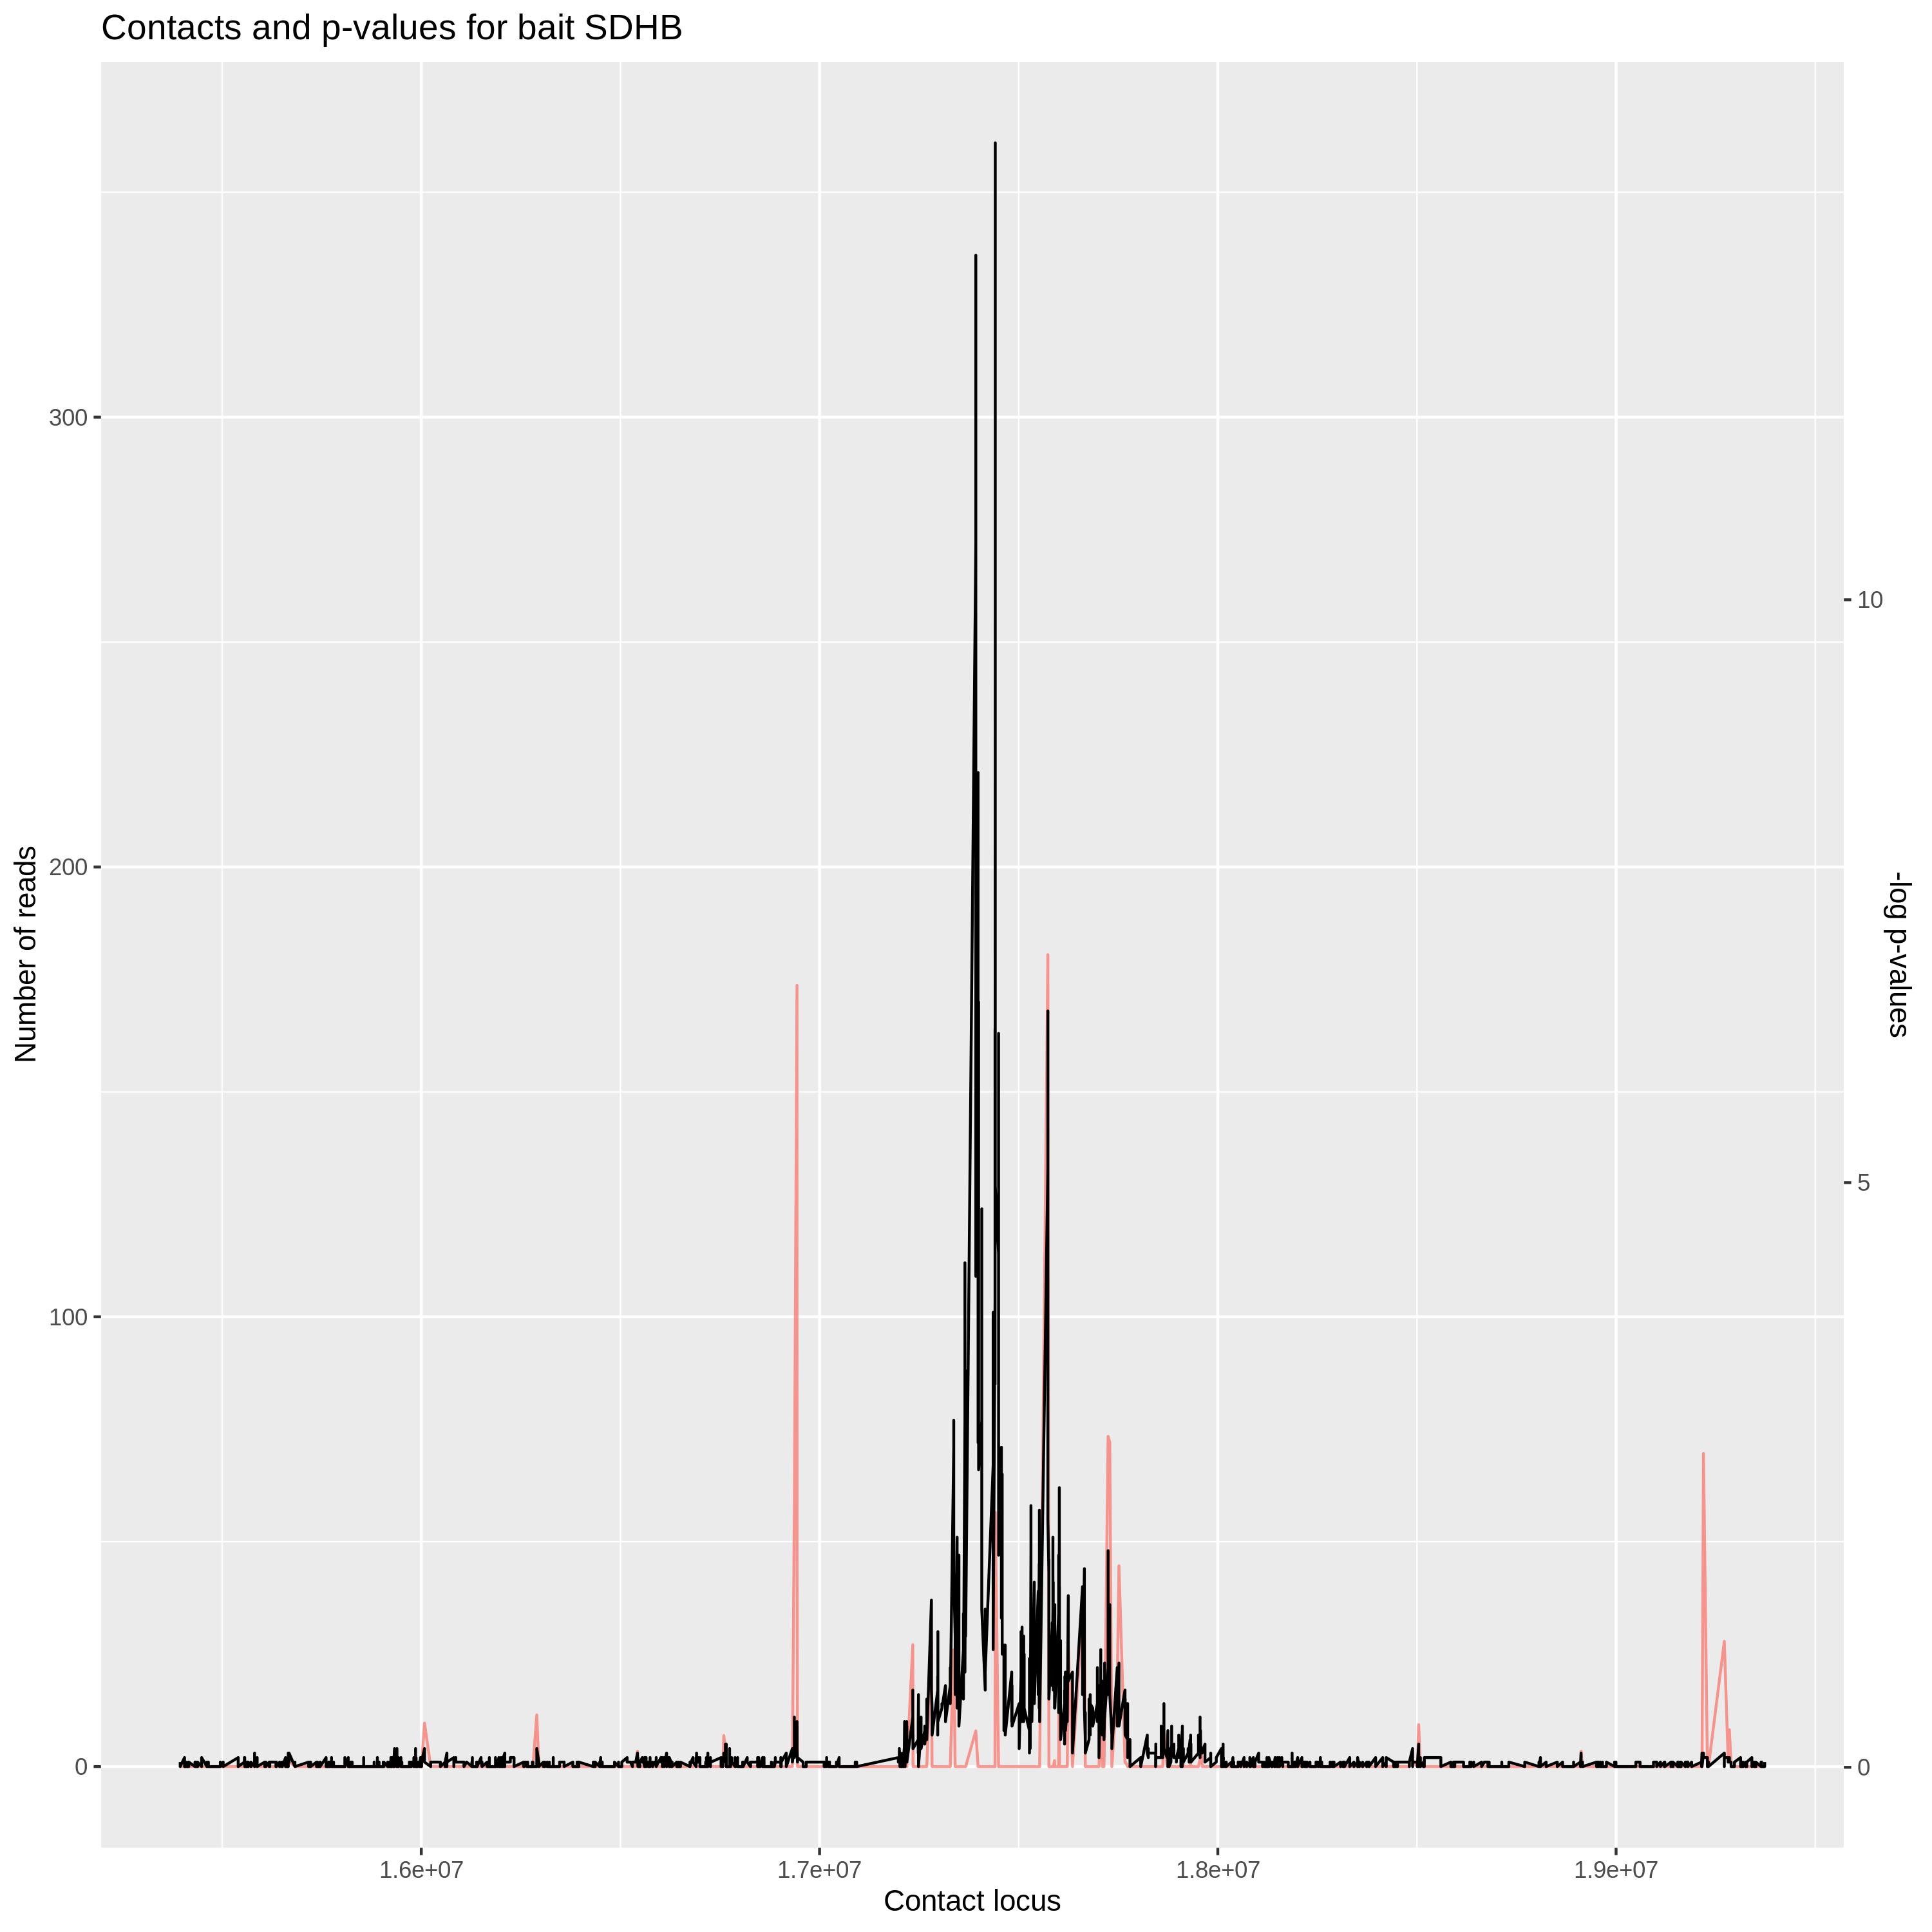 Contacts and p-values for bait SDHB
Number of reads
300
200
100
0
10
5
0
-log p-values
1.6e+07
1.7e+07
1.8e+07
1.9e+07
Contact locus